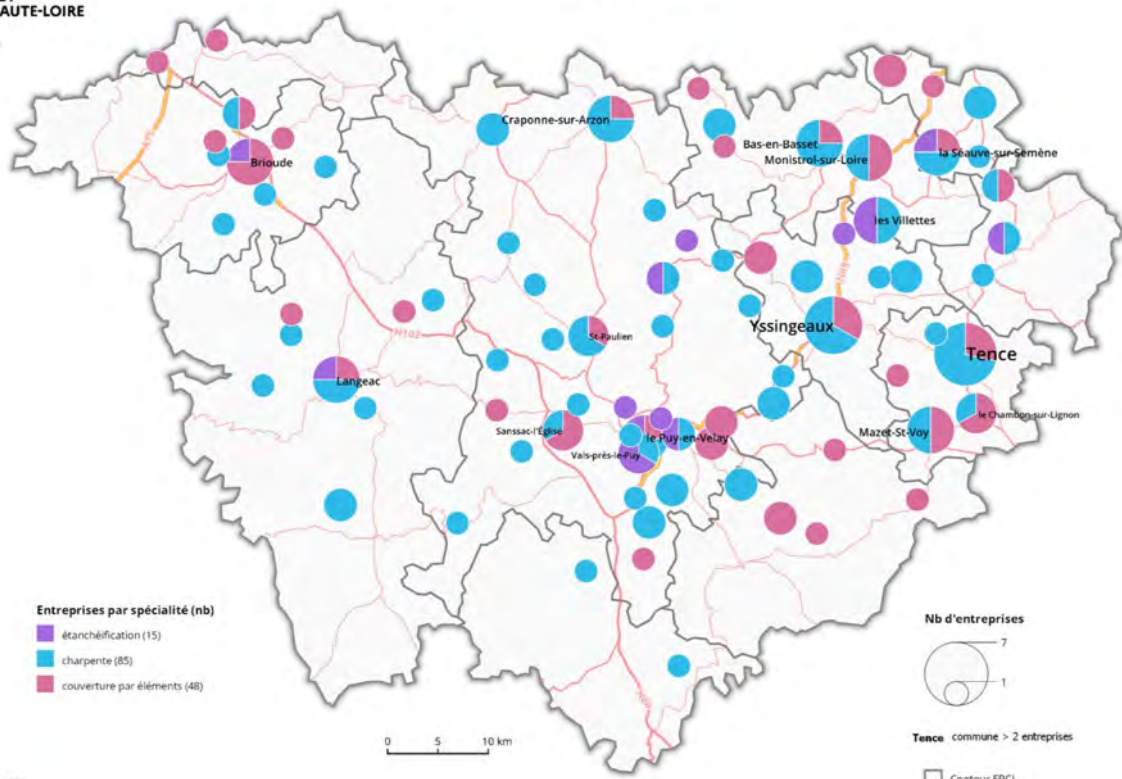 AUTE-LOIRE
Craponne-sur-Arzon
Bas-en-Basset
Monistrol-sur-Loire
la Séauve-sur-Semène
Brioude
les Villettes
Yssingeaux
N102
St-Paulien
Tence
Langeac
le Chambon-sur-Lignon
Mazet-St-Voy
Sanssac-l'Église
le Puy-en-Velay
Vals-près-le-Puy
Entreprises par spécialité (nb)
étanchéification (15)
charpente (85)
couverture par éléments (48)
0 5 10 km
Nb d'entreprises
7
1
Tence commune > 2 entreprises
Contour EPCI